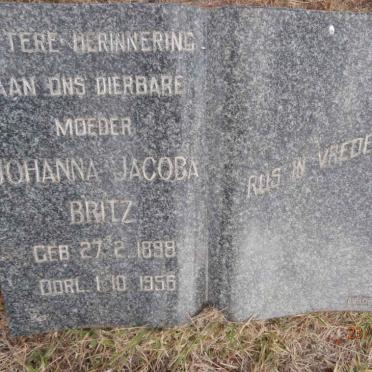 TERE HERINNERING
AAN ONS DIERBARE
MOEDER
JOHANNA JACOBA
BRITZ
GEB 27.2.1898
OORL. 1.10.1956
RUS IN VREDE